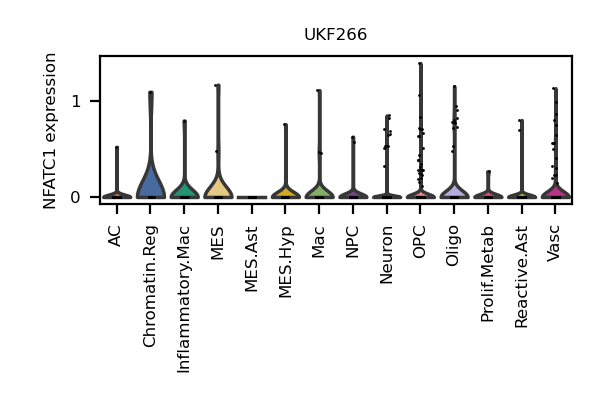 UKF266
NFATC1 expression
1
0
AC
Chromatin.Reg
Inflammatory.Mac
MES
MES.Ast
MES.Hyp
Mac
NPC
Neuron
OPC
Oligo
Prolif.Metab
Reactive.Ast
Vasc